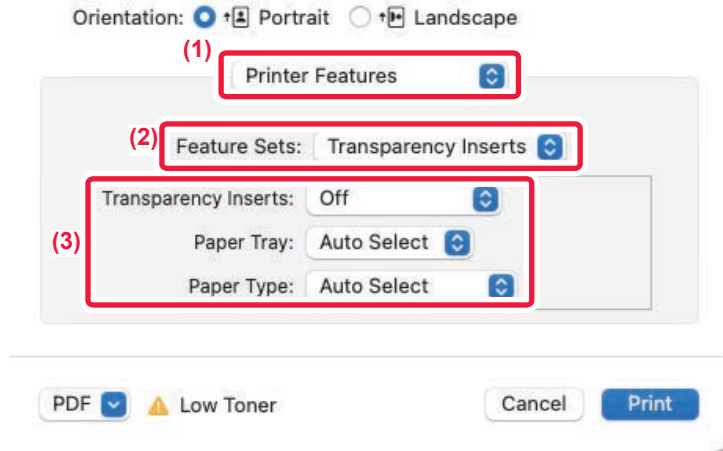 Orientation: Portrait Landscape
(1)
Printer Features
(2) Feature Sets: Transparency Inserts
Transparency Inserts: Off
(3) Paper Tray: Auto Select
Paper Type: Auto Select
PDF Low Toner Cancel Print